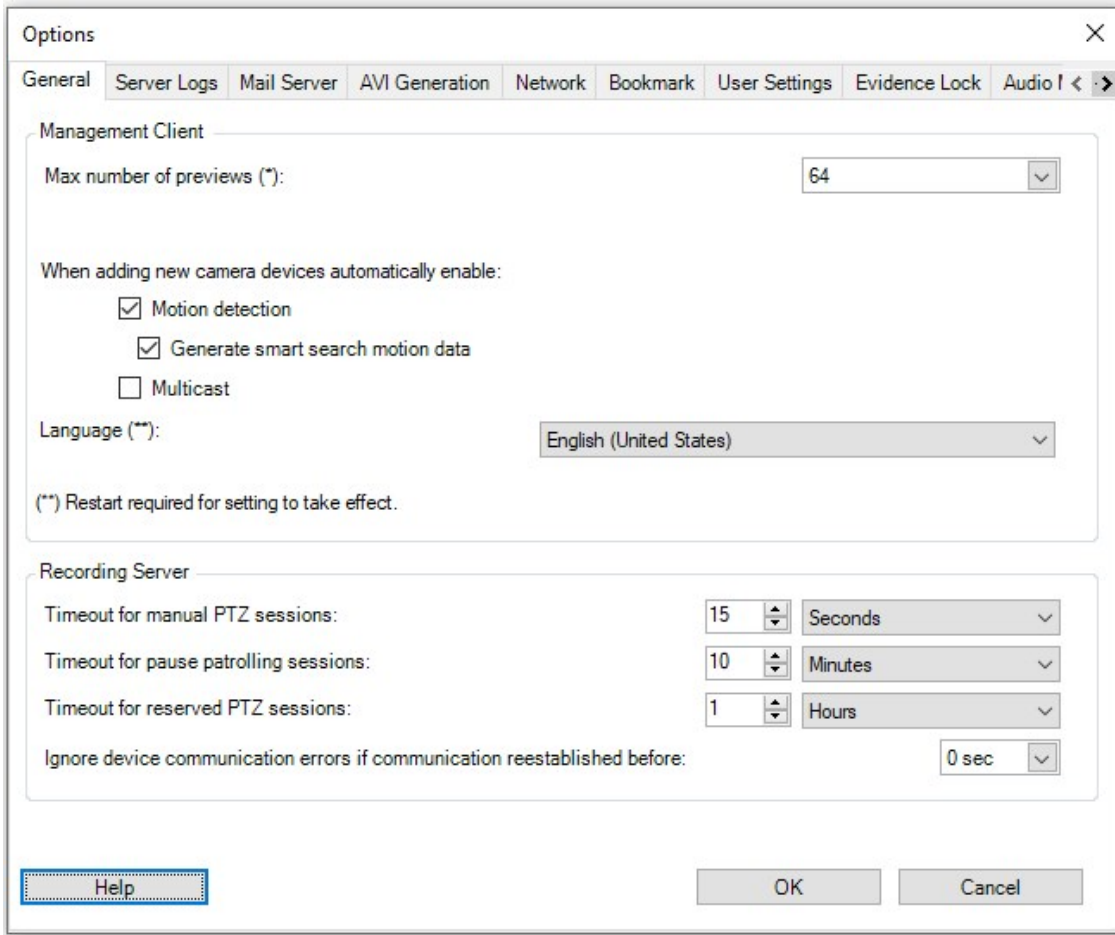 Options
General Server Logs Mail Server AVI Generation Network Bookmark User Settings Evidence Lock Audio
Management Client
Max number of previews (*): 64
When adding new camera devices automatically enable:
Motion detection
Generate smart search motion data
Multicast
Language (**): English (United States)
(**) Restart required for setting to take effect.
Recording Server
Timeout for manual PTZ sessions: 15 Seconds
Timeout for pause patrolling sessions: 10 Minutes
Timeout for reserved PTZ sessions: 1 Hours
Ignore device communication errors if communication reestablished before: 0 sec
Help OK Cancel